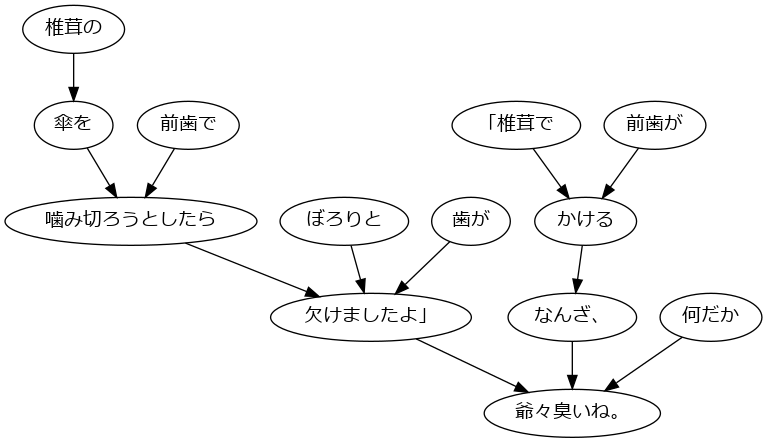 椎茸の
傘を
前歯で
「椎茸で
前歯が
噛み切ろうとしたら
ぼろりと
歯が
かける
欠けましたよ」
なんざ、
何だか
爺々臭いね。